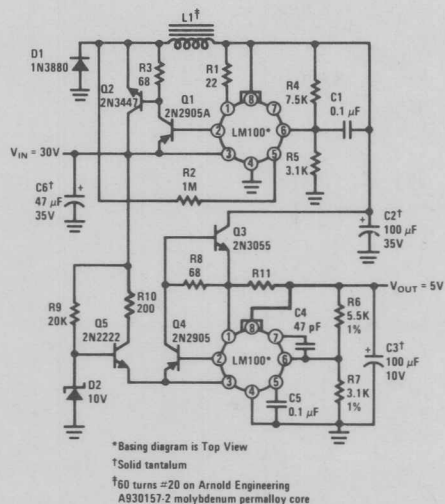 L1‡
D1
1N3880
R3
68
R1
22
Q2
2N3447
Q1
2N2905A
R4
7.5K
C1
0.1 µF
1
8
7
2
LM100*
6
3
4
5
VIN = 30V
R5
3.1K
C6†
47 µF
35V
R2
1M
C2†
100 µF
35V
Q3
2N3055
R8
68
R11
VOUT = 5V
R9
20K
R10
200
C4
47 pF
R6
5.5K
1%
Q5
2N2222
Q4
2N2905
1
8
7
2
LM100*
6
3
4
5
C3†
100 µF
10V
R7
3.1K
1%
D2
10V
C5
0.1 µF
*Basing diagram is Top View
†Solid tantalum
‡60 turns #20 on Arnold Engineering
A930157-2 molybdenum permalloy core